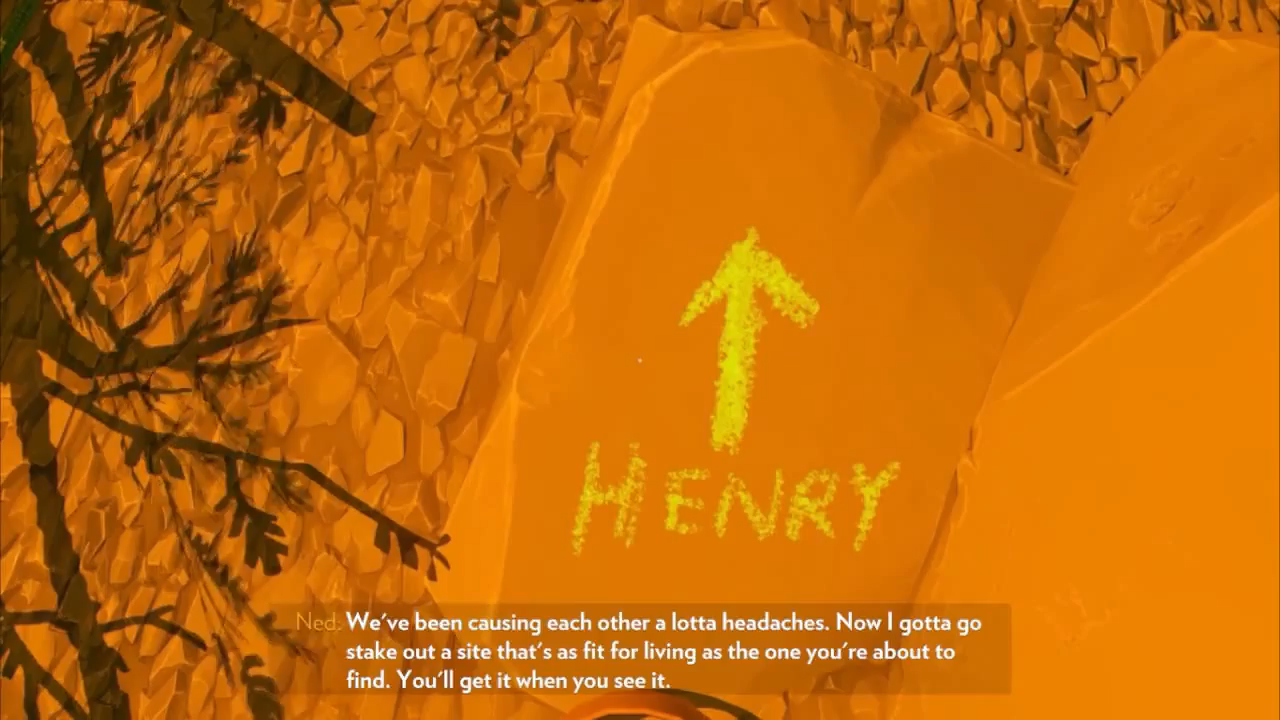 HENRY
Ned: We've been causing each other a lotta headaches. Now I gotta go
stake out a site that's as fit for living as the one you're about to
find. You'll get it when you see it.